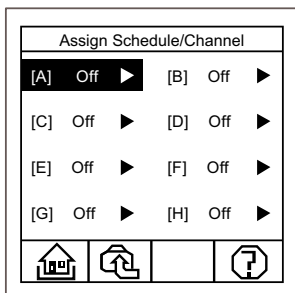 Assign Schedule/Channel
[A] Off ▶ [B] Off ▶
[C] Off ▶ [D] Off ▶
[E] Off ▶ [F] Off ▶
[G] Off ▶ [H] Off ▶
?